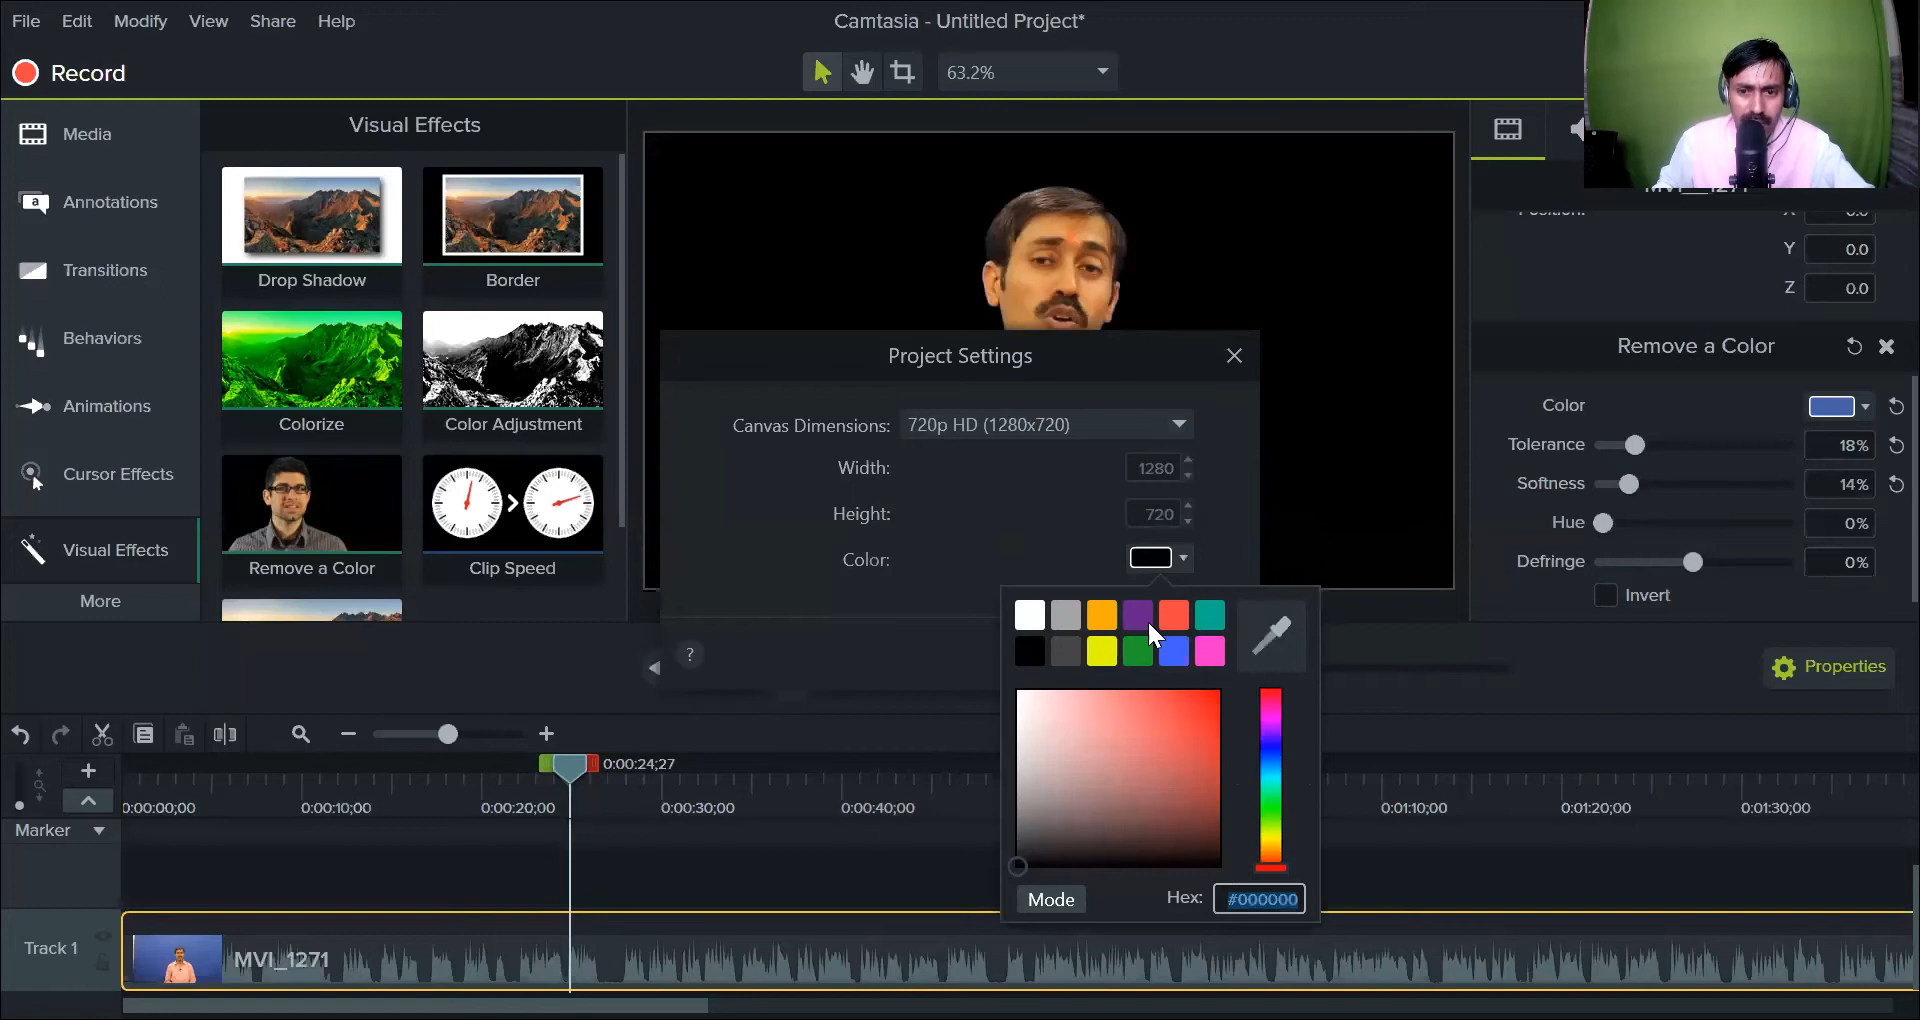 File Edit Modify View Share Help
Camtasia - Untitled Project*
Record
63.2%
Media
Annotations
Transitions
Behaviors
Animations
Cursor Effects
Visual Effects
More
Visual Effects
Drop Shadow
Border
Colorize
Color Adjustment
Remove a Color
Clip Speed
a
Project Settings
Canvas Dimensions: 720p HD (1280x720)
Width: 1280
Height: 720
Color:
?
Mode
Hex: #000000
MVI_1271
Position: X 0.0
Y 0.0
Z 0.0
Remove a Color
Color
Tolerance 18%
Softness 14%
Hue 0%
Defringe 0%
Invert
Properties
0:00:24;27
0:00:00;00 0:00:10;00 0:00:20;00 0:00:30;00 0:00:40;00 0:01:10;00 0:01:20;00 0:01:30;00
Marker
Track 1
MVI_1271